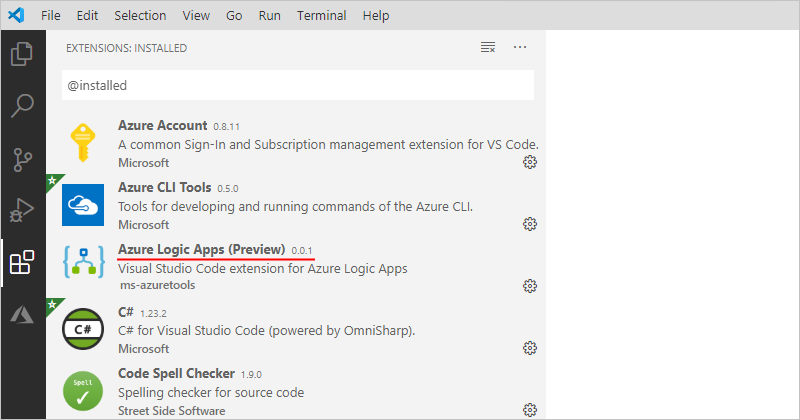 File Edit Selection View Go Run Terminal Help
EXTENSIONS: INSTALLED
@installed
Azure Account 0.8.11
A common Sign-In and Subscription management extension for VS Code.
Microsoft
Azure CLI Tools 0.5.0
Tools for developing and running commands of the Azure CLI.
Microsoft
Azure Logic Apps (Preview) 0.0.1
Visual Studio Code extension for Azure Logic Apps
ms-azuretools
C#
C# 1.23.2
C# for Visual Studio Code (powered by OmniSharp).
Microsoft
Spell
Code Spell Checker 1.9.0
Spelling checker for source code
Street Side Software